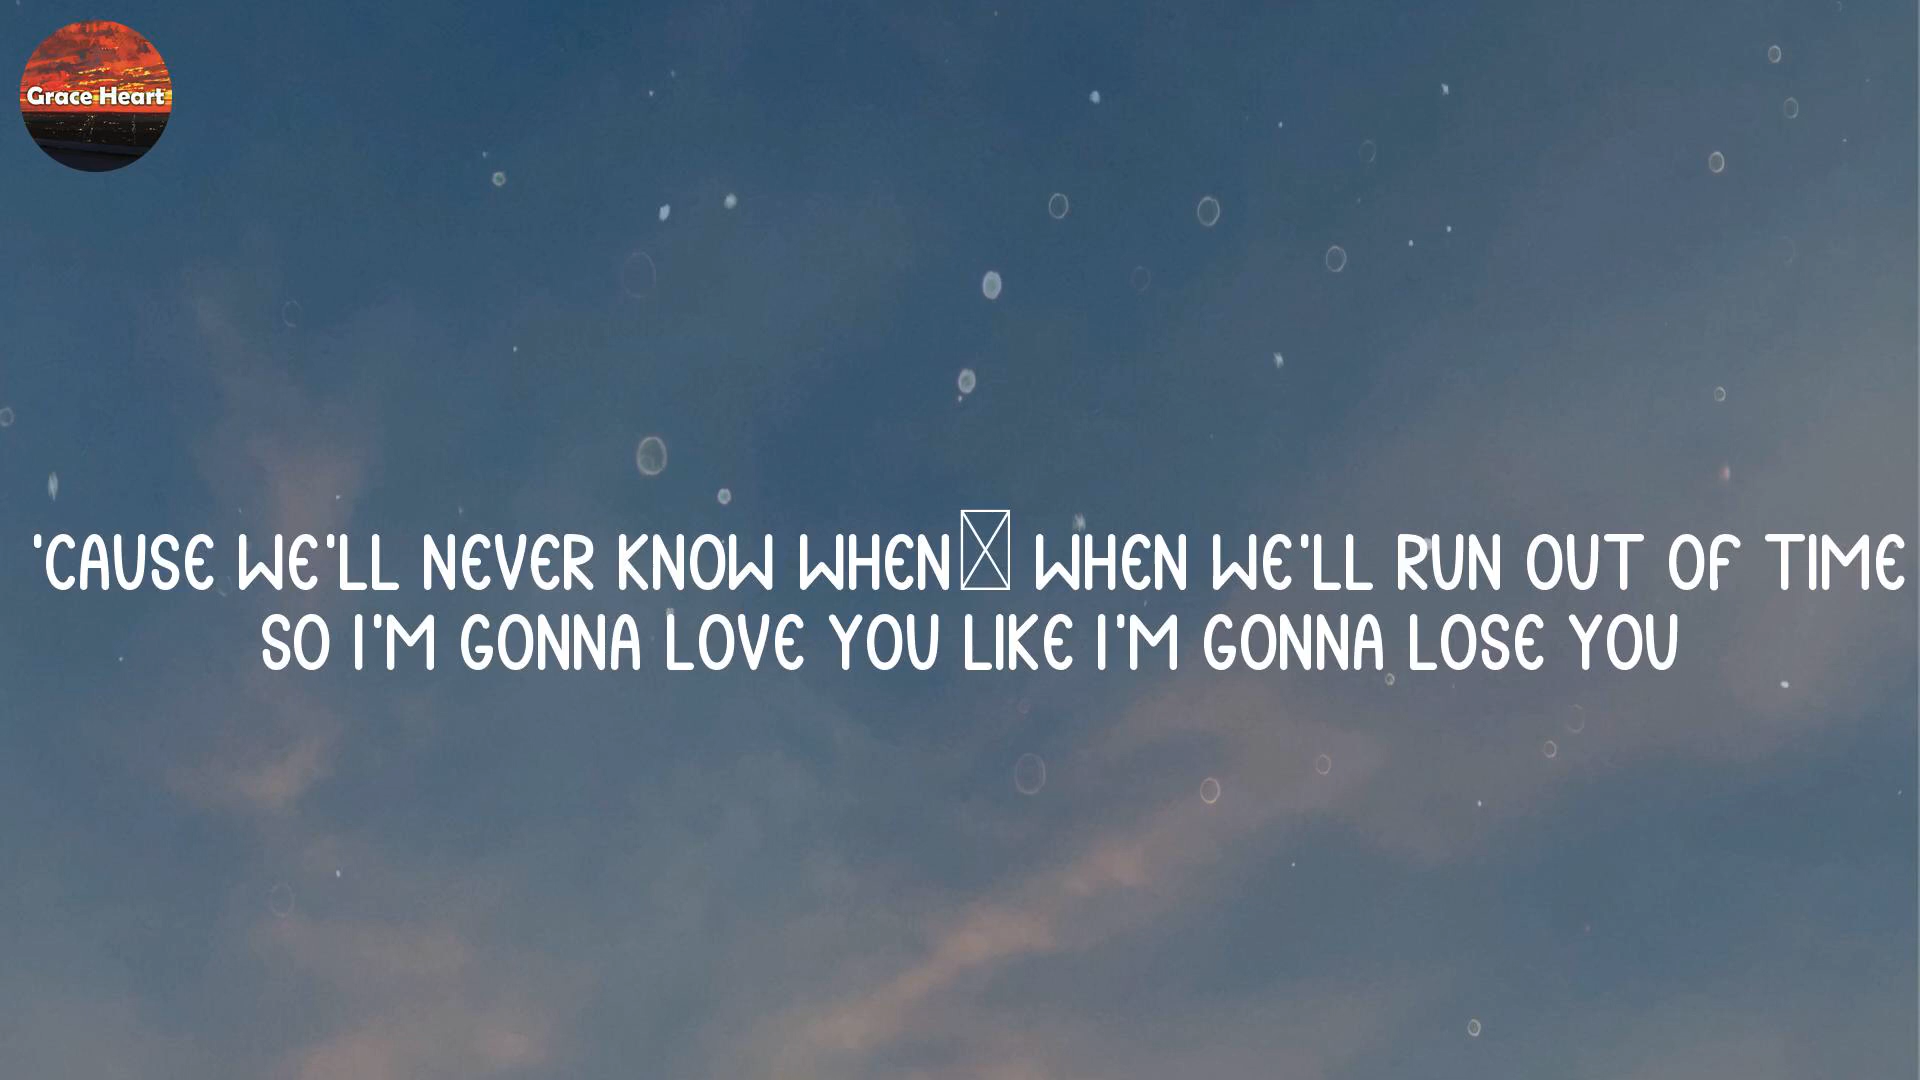 Grace Heart
'CAUSE WE'LL NEVER KNOW WHEN WHEN WE'LL RUN OUT OF TIME
SO I'M GONNA LOVE YOU LIKE I'M GONNA LOSE YOU